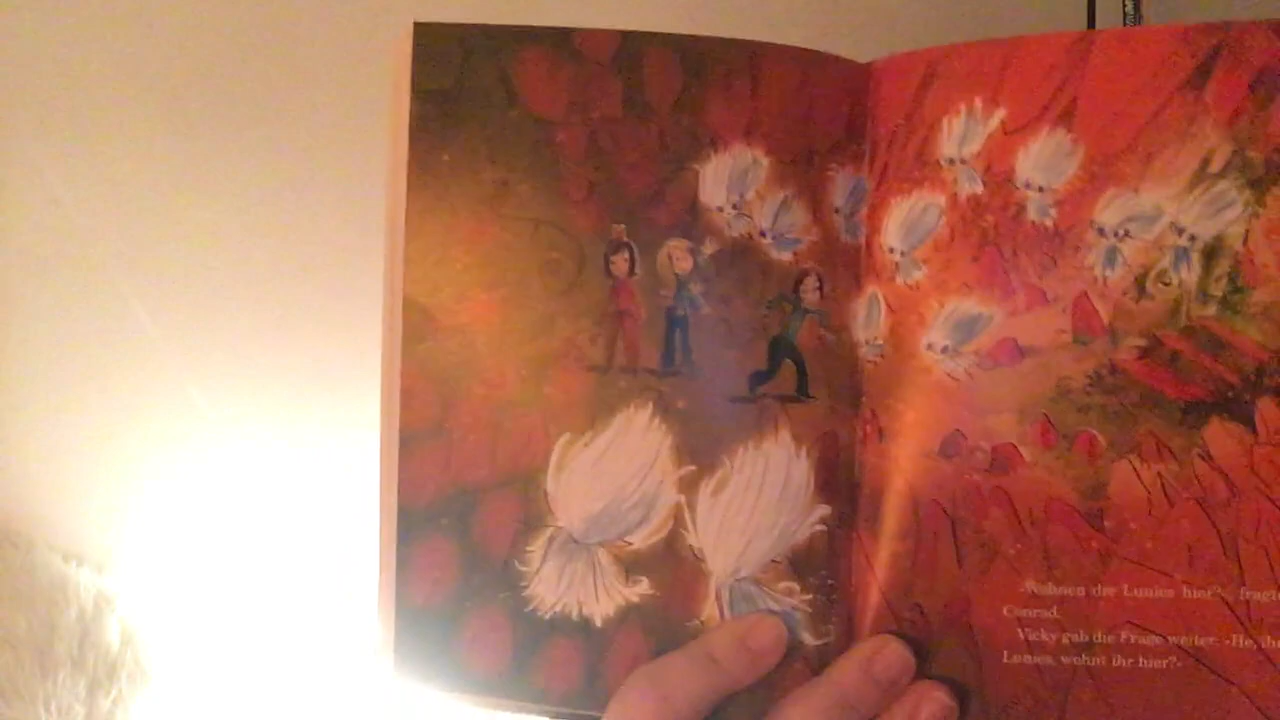 »Wohnen die Lunies hier?«, fragte
Conrad.
Vicky gab die Frage weiter: »He, ihr
Lunies, wohnt ihr hier?«